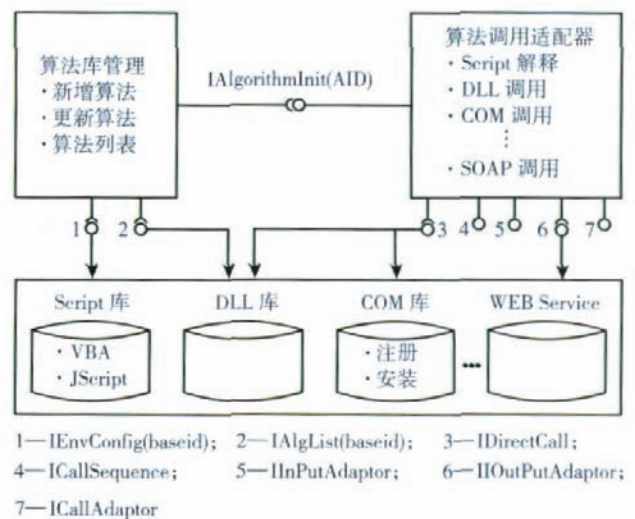 算法库管理
·新增算法
·更新算法
·算法列表
IAlgorithmInit(AID)
算法调用适配器
·Script 解释
·DLL 调用
·COM 调用
⋮
·SOAP 调用
1 2 3 4 5 6 7
Script 库 DLL 库 COM 库 WEB Service
·VBA
·JScript
·注册
·安装
...
1—IEnvConfig(baseid); 2—IAlgList(baseid); 3—IDirectCall;
4—ICallSequence; 5—IInPutAdaptor; 6—IIOutPutAdaptor;
7—ICallAdaptor